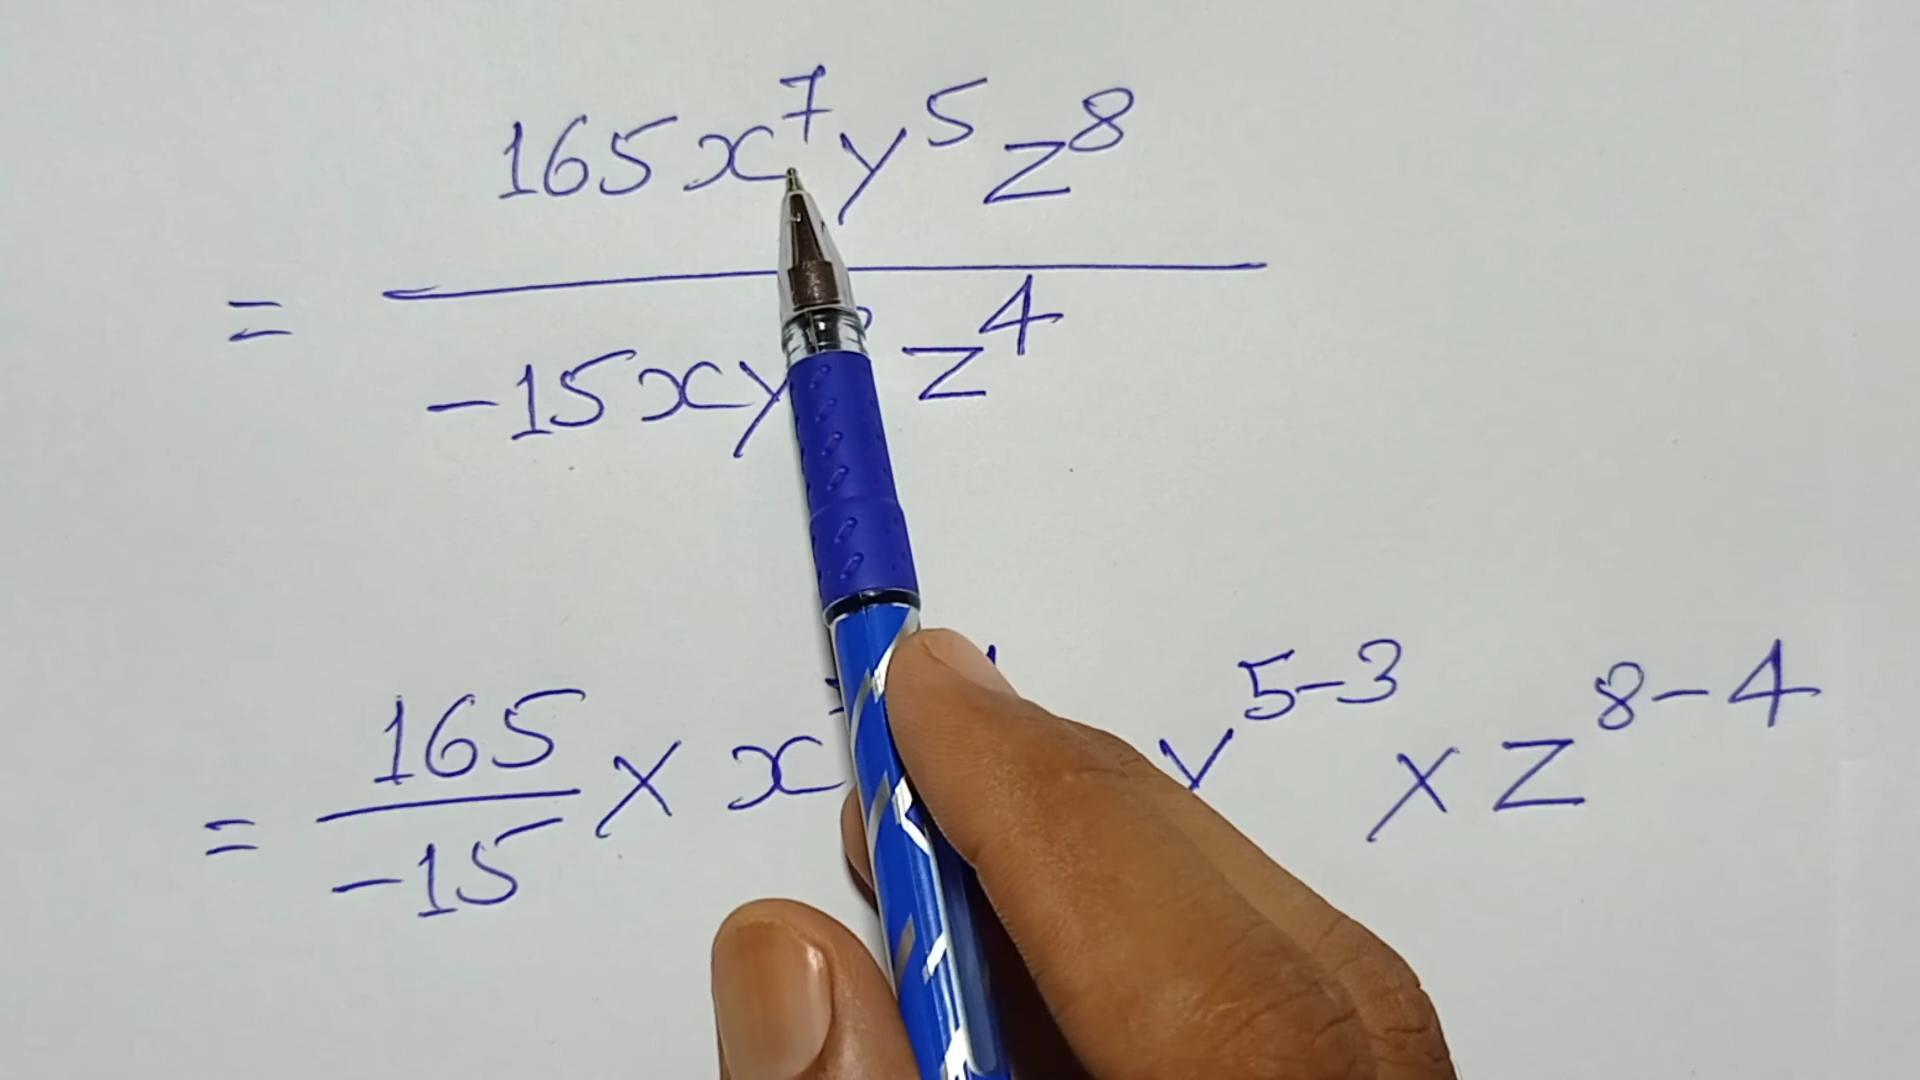 165x⁷y⁵z⁸
=
-15xy z⁴
165
= × x y⁵⁻³ × z⁸⁻⁴
-15